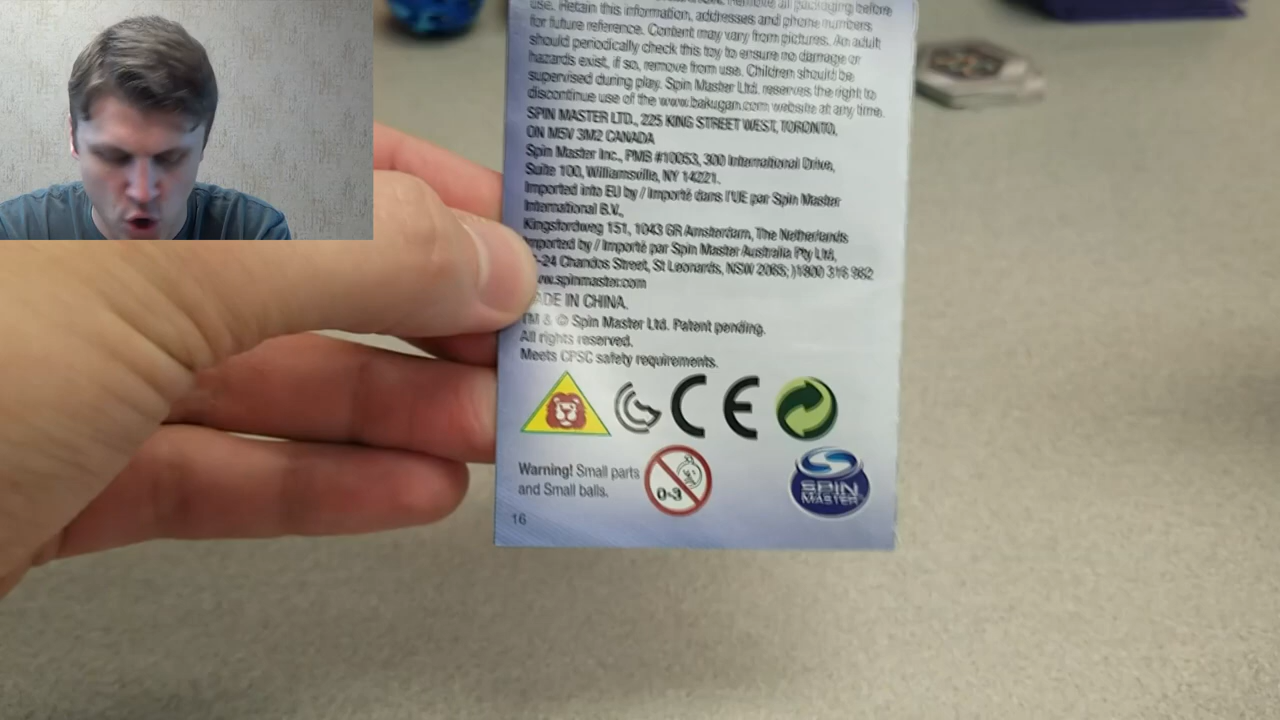 use. Retain this information, addresses and phone numbers
for future reference. Content may vary from pictures. An adult
should periodically check this toy to ensure no damage or
hazards exist, if so, remove from use. Children should be
supervised during play. Spin Master Ltd. reserves the right to
discontinue use of the www.bakugan.com website at any time.
SPIN MASTER LTD., 225 KING STREET WEST, TORONTO,
ON M5V 3M2 CANADA
Spin Master Inc., PMB #10053, 300 International Drive,
Suite 100, Williamsville, NY 14221.
Imported into EU by / Importé dans l'UE par Spin Master
International B.V.,
Kingsfordweg 151, 1043 GR Amsterdam, The Netherlands
Imported by / Importé par Spin Master Australia Pty Ltd,
-24 Chandos Street, St Leonards, NSW 2065; )1800 316 982
www.spinmaster.com
MADE IN CHINA.
TM & © Spin Master Ltd. Patent pending.
All rights reserved.
Meets CPSC safety requirements.
CE
Warning! Small parts
and Small balls.
0-3
SPIN
MASTER
16